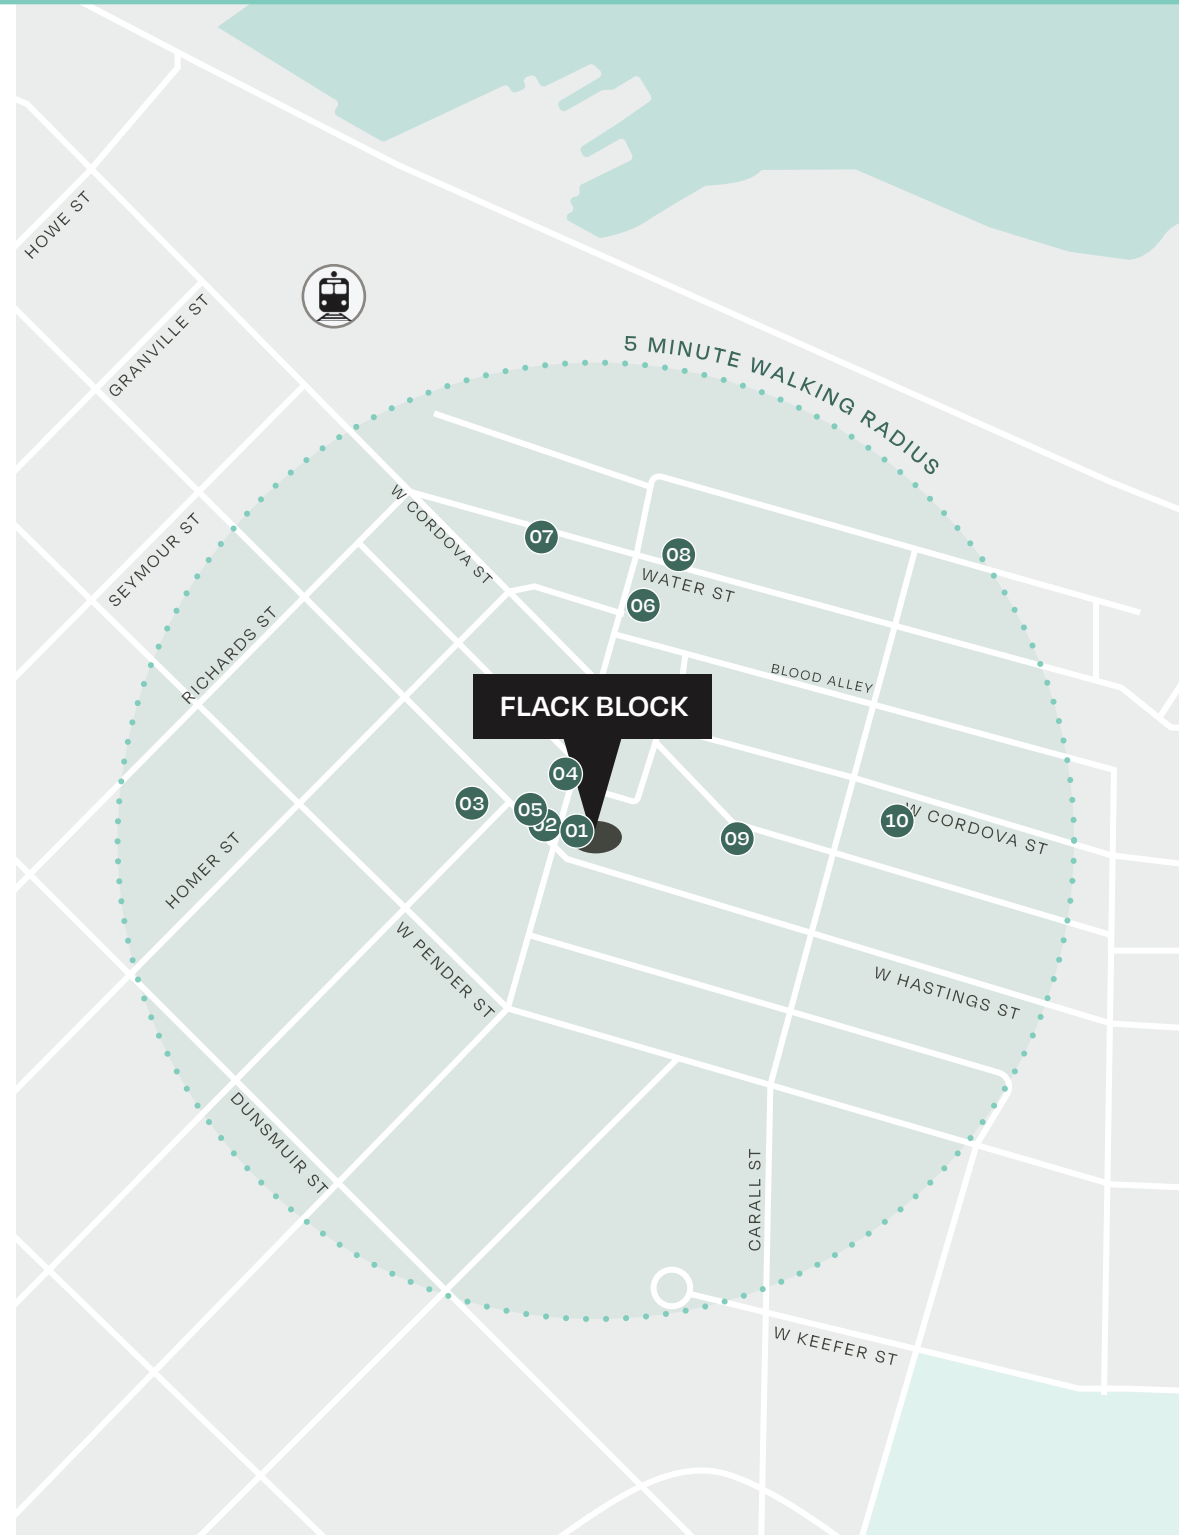 HOWE ST
GRANVILLE ST
5 MINUTE WALKING RADIUS
W CORDOVA ST
SEYMOUR ST
07
08
WATER ST
06
RICHARDS ST
BLOOD ALLEY
FLACK BLOCK
04
03
05
02
01
09
10
W CORDOVA ST
HOMER ST
W PENDER ST
W HASTINGS ST
DUNSMUIR ST
CARALL ST
W KEEFER ST